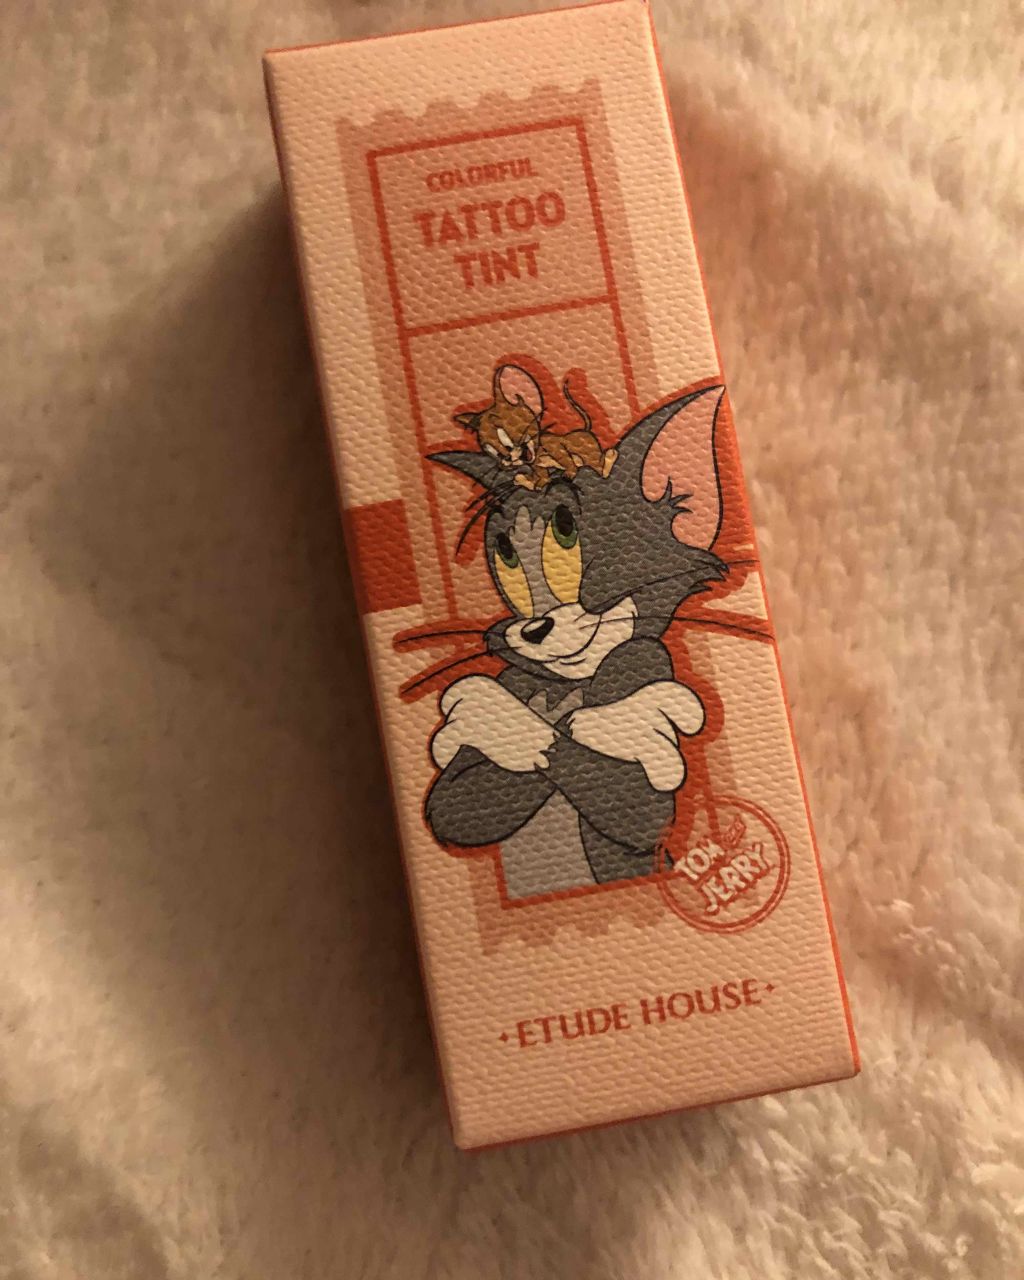 COLORFUL
TATTOO
TINT
TOM AND
JERRY
ETUDE HOUSE